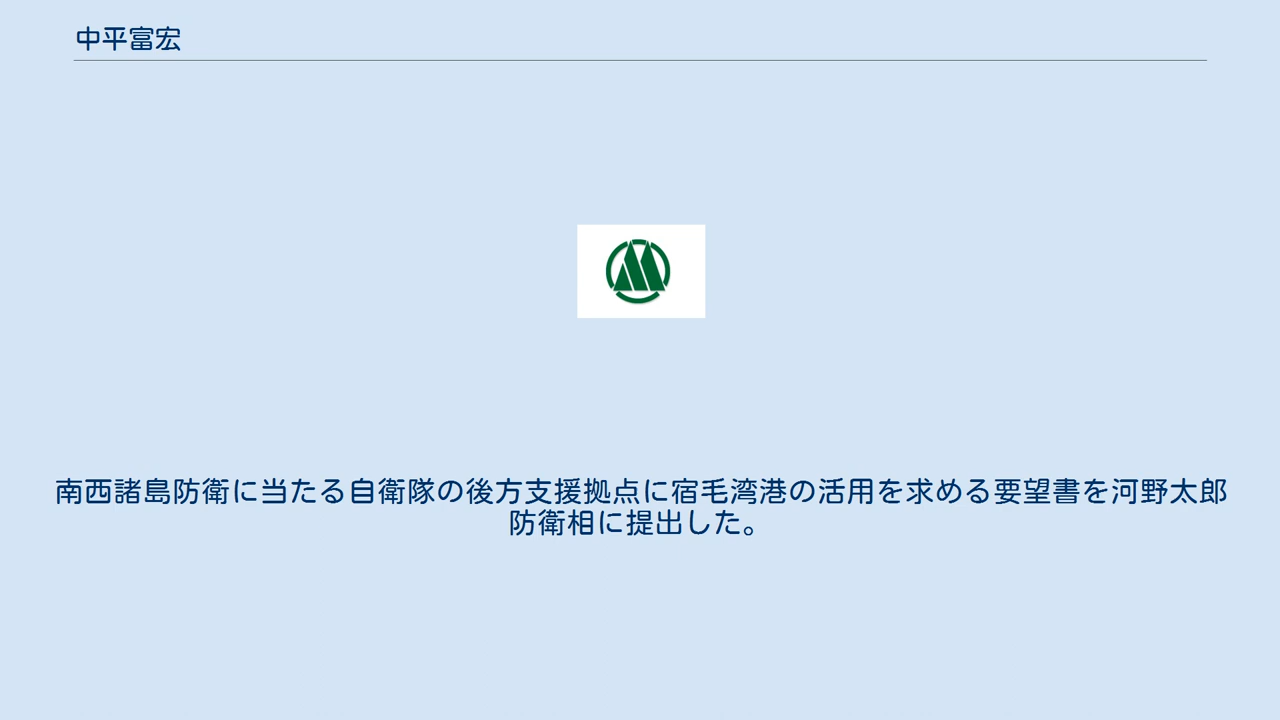 中平富宏
南西諸島防衛に当たる自衛隊の後方支援拠点に宿毛湾港の活用を求める要望書を河野太郎
防衛相に提出した。